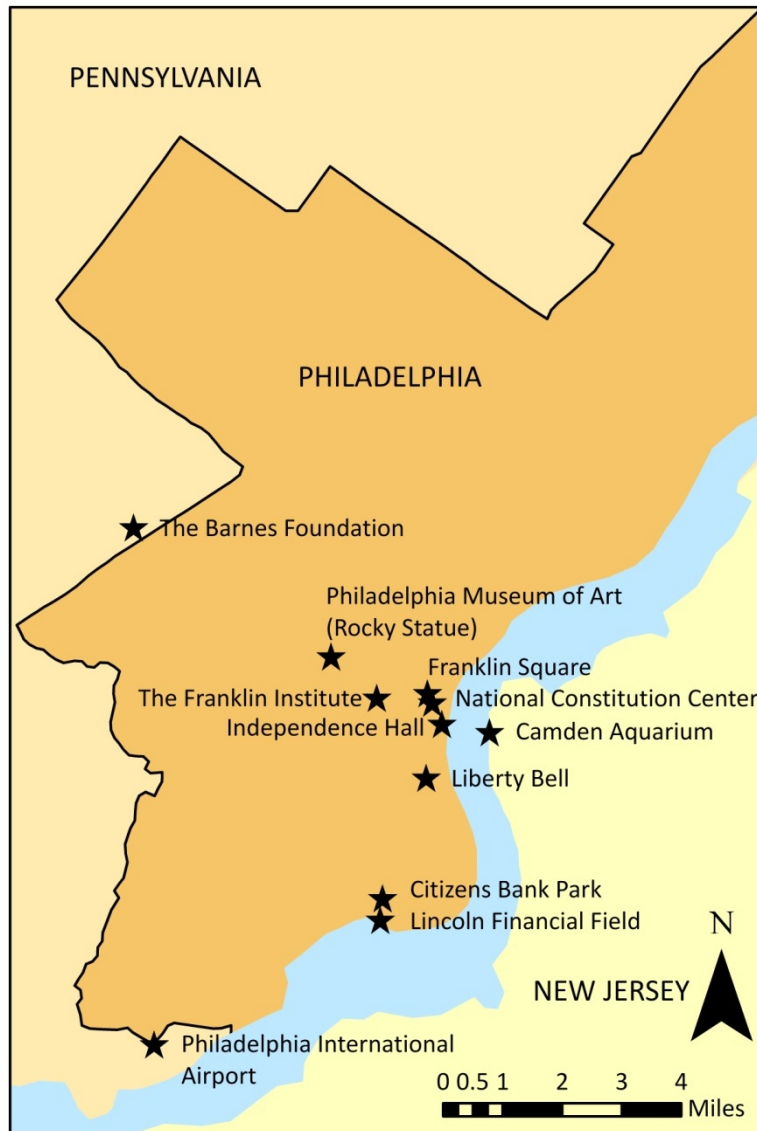 PENNSYLVANIA
PHILADELPHIA
The Barnes Foundation
Philadelphia Museum of Art
(Rocky Statue)
Franklin Square
The Franklin Institute
National Constitution Center
Independence Hall
Camden Aquarium
Liberty Bell
Citizens Bank Park
Lincoln Financial Field
N
NEW JERSEY
Philadelphia International
Airport
0 0.5 1 2 3 4
Miles